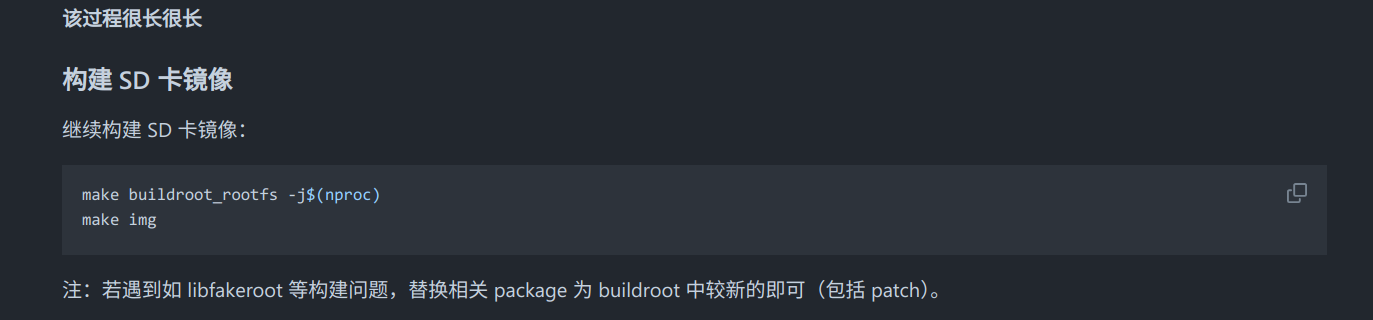 该过程很长很长
构建 SD 卡镜像
继续构建 SD 卡镜像：
make buildroot_rootfs -j$(nproc)
make img
注：若遇到如 libfakeroot 等构建问题，替换相关 package 为 buildroot 中较新的即可（包括 patch）。